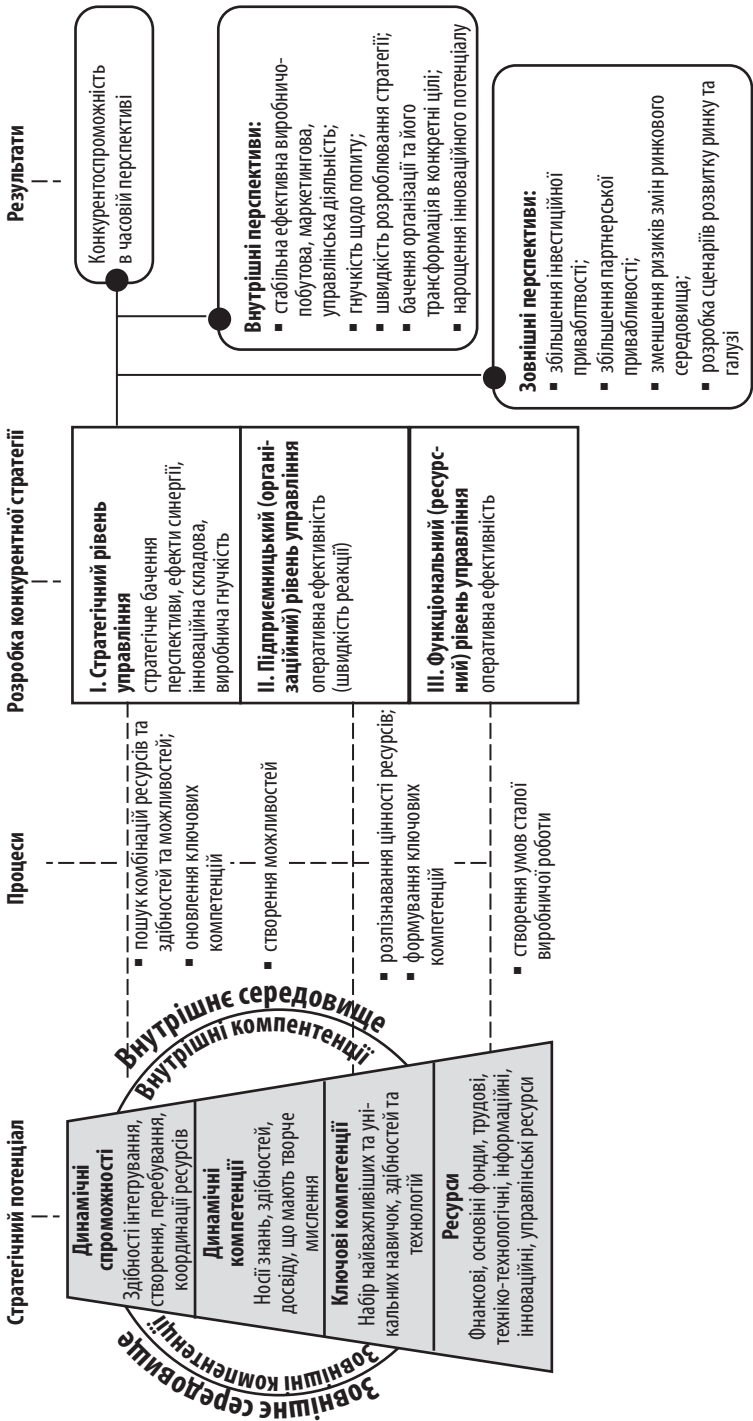 Стратегічний потенціал
Процеси
Розробка конкурентної стратегії
Результати
Зовнішнє середовище
Зовнішні компентенції
Внутрішнє середовище
Внутрішні компентенції
Динамічні
спроможності
Здібності інтегрування,
створення, перебування,
координації ресурсів
Динамічні
компетенції
Носії знань, здібностей,
досвіду, що мають творче
мислення
Ключові компетенції
Набір найважливіших та уні-
кальних навичок, здібностей та
технологій
Ресурси
Фнансові, основіні фонди, трудові,
техніко-технологічні, інформаційні,
інноваційні, управлінські ресурси
▪ пошук комбінацій ресурсів та
здібностей та можливостей;
▪ оновлення ключових
компетенцій
▪ створення можливостей
▪ розпізнавання цінності ресурсів;
▪ формування ключових
компетенцій
▪ створення умов сталої
виробничої роботи
I. Стратегічний рівень
управління
стратегічне бачення
перспективи, ефекти синергії,
інноваційна складова,
виробнича гнучкість
II. Підприємницький (органі-
заційний) рівень управління
оперативна ефективність
(швидкість реакції)
III. Функціональний (ресурс-
ний) рівень управління
оперативна ефективність
Конкурентоспроможність
в часовій перспективі
Внутрішні перспективи:
▪ стабільна ефективна виробничо-
побутова, маркетингова,
управлінська діяльність;
▪ гнучкість щодо попиту;
▪ швидкість розроблювання стратегії;
▪ бачення організації та його
трансформація в конкретні цілі;
▪ нарощення інноваційного потенціалу
Зовнішні перспективи:
▪ збільшення інвестиційної
приваблтвості;
▪ збільшення партнерської
привабливості;
▪ зменшення ризиків змін ринкового
середовища;
▪ розробка сценаріїв розвитку ринку та
галузі